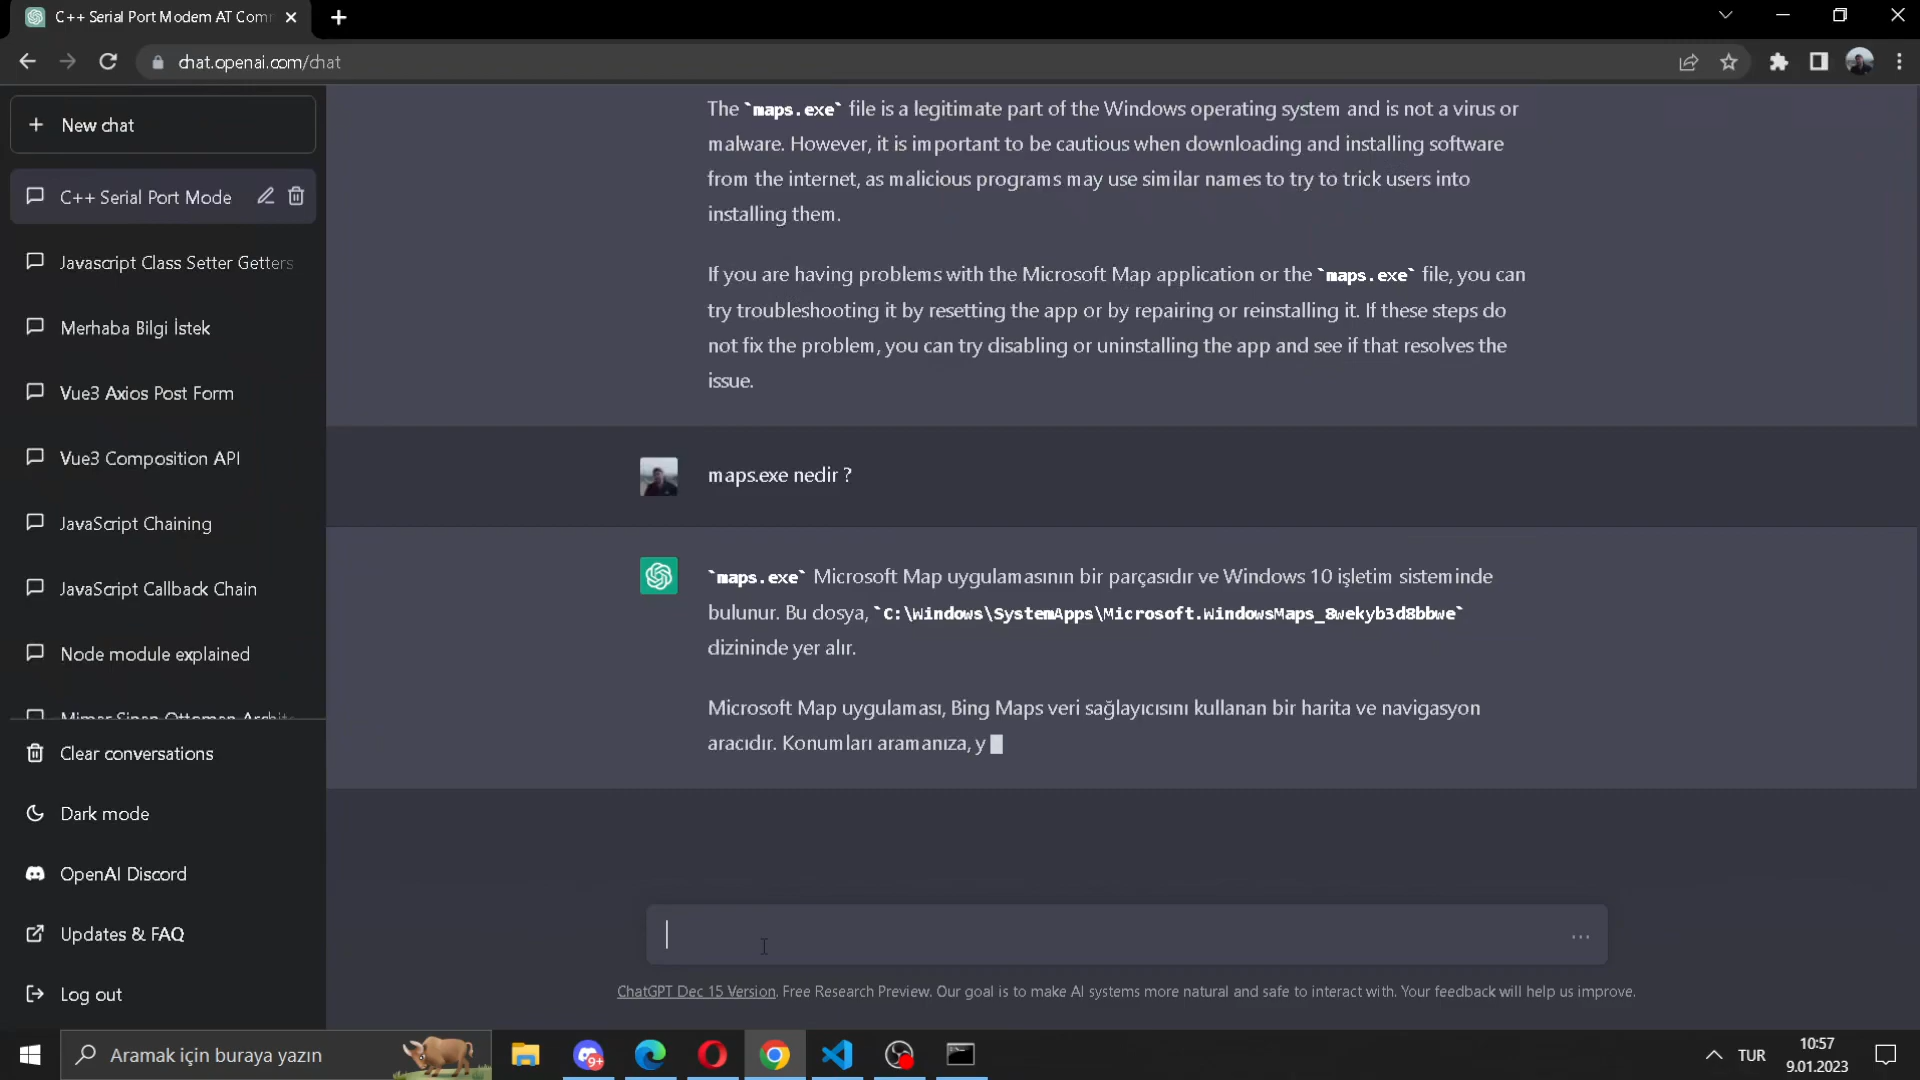 C++ Serial Port Modem AT Com
chat.openai.com/chat
New chat
C++ Serial Port Mode
Javascript Class Setter Getters
Merhaba Bilgi İstek
Vue3 Axios Post Form
Vue3 Composition API
JavaScript Chaining
JavaScript Callback Chain
Node module explained
Mimar Sinan Ottoman Archit
Clear conversations
Dark mode
OpenAI Discord
Updates & FAQ
Log out
The `maps.exe` file is a legitimate part of the Windows operating system and is not a virus or
malware. However, it is important to be cautious when downloading and installing software
from the internet, as malicious programs may use similar names to try to trick users into
installing them.
If you are having problems with the Microsoft Map application or the `maps.exe` file, you can
try troubleshooting it by resetting the app or by repairing or reinstalling it. If these steps do
not fix the problem, you can try disabling or uninstalling the app and see if that resolves the
issue.
maps.exe nedir ?
`maps.exe` Microsoft Map uygulamasının bir parçasıdır ve Windows 10 işletim sisteminde
bulunur. Bu dosya, `C:\Windows\SystemApps\Microsoft.WindowsMaps_8wekyb3d8bbwe`
dizininde yer alır.
Microsoft Map uygulaması, Bing Maps veri sağlayıcısını kullanan bir harita ve navigasyon
aracıdır. Konumları aramanıza, y
...
ChatGPT Dec 15 Version. Free Research Preview. Our goal is to make AI systems more natural and safe to interact with. Your feedback will help us improve.
Aramak için buraya yazın
9+
TUR
10:57
9.01.2023